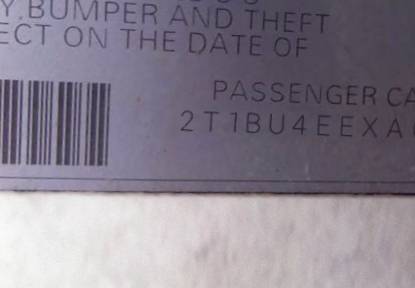 Y, BUMPER AND THEFT
ECT ON THE DATE OF
PASSENGER CA
2T1BU4EEXA